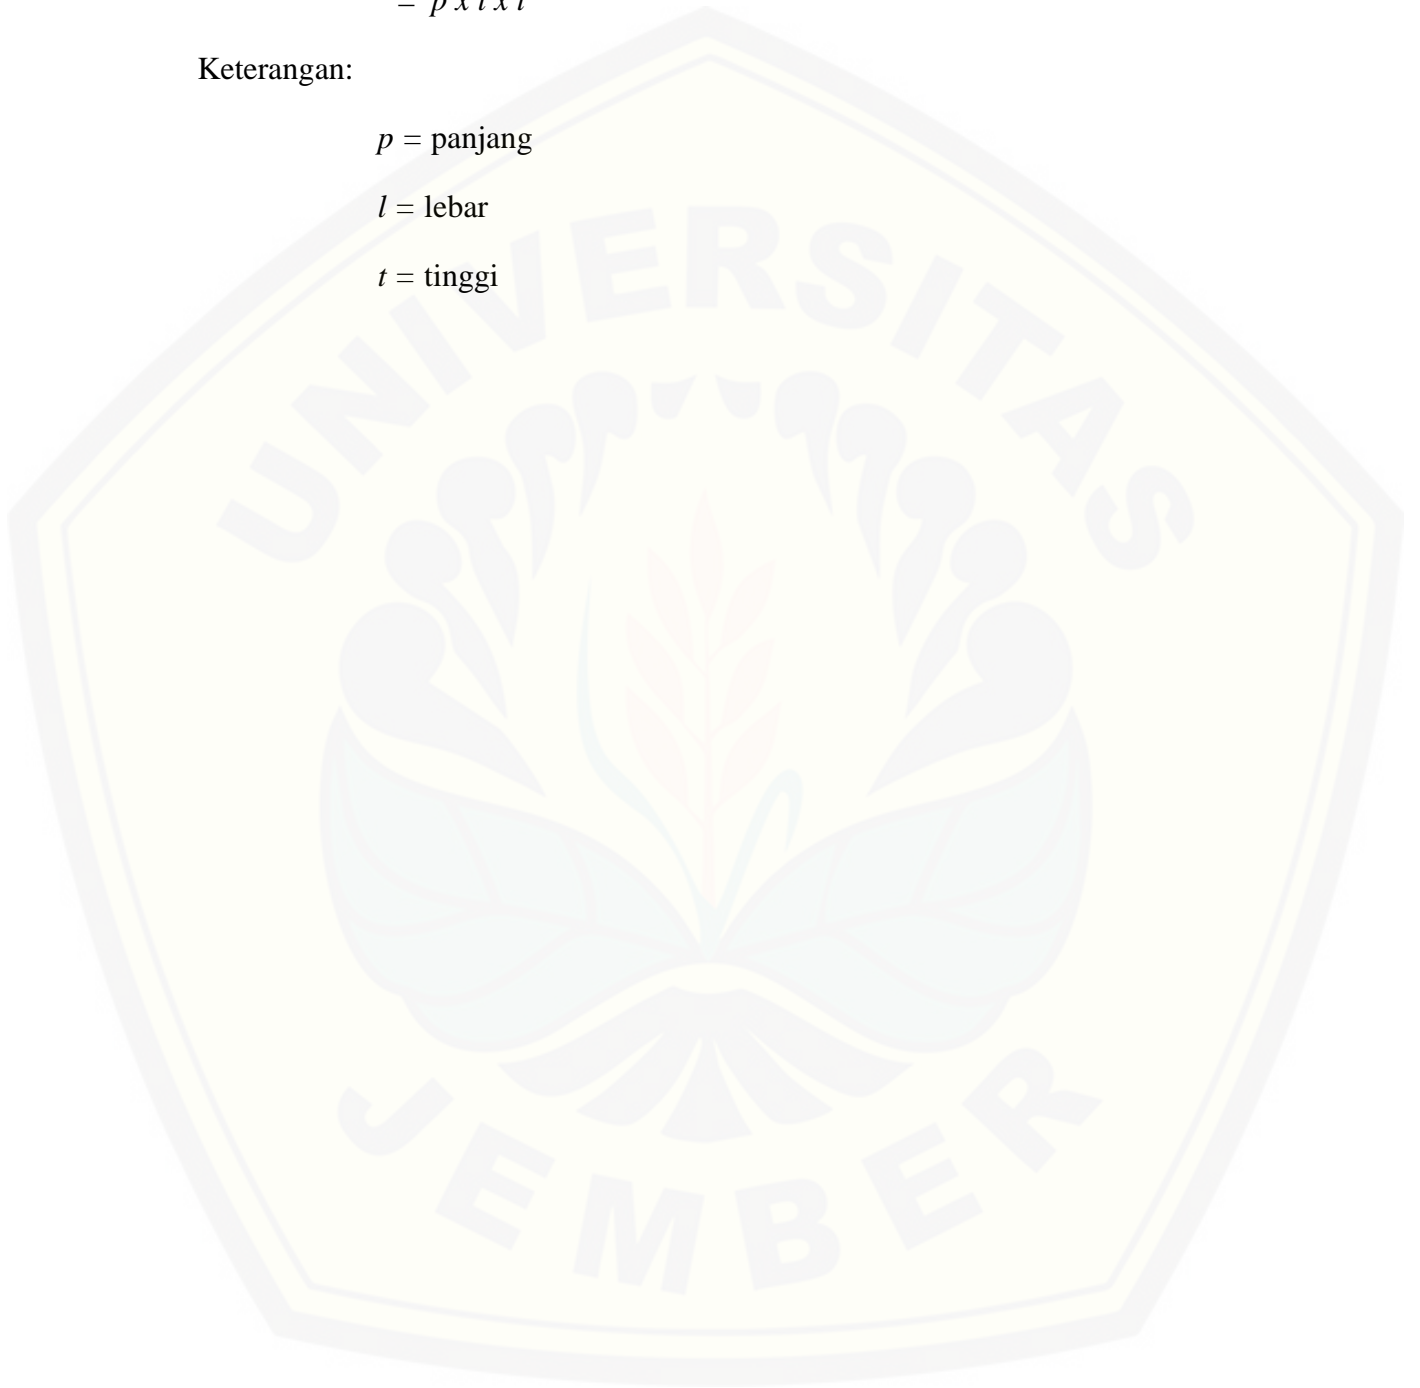 = p x l x t
Keterangan:
p = panjang
l = lebar
t = tinggi
UNIVERSITAS
JEMBER